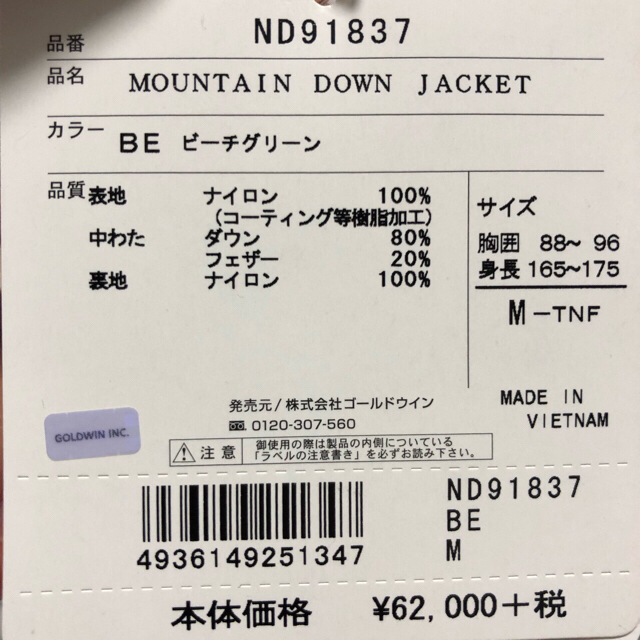 品番 ND91837
品名 MOUNTAIN DOWN JACKET
カラー BE ビーチグリーン
品質 表地 ナイロン 100%
(コーティング等樹脂加工)
中わた ダウン 80%
フェザー 20%
裏地 ナイロン 100%
サイズ
胸囲 88~ 96
身長 165~175
M-TNF
MADE IN
VIETNAM
発売元/株式会社ゴールドウイン
0120-307-560
GOLDWIN INC.
注意 御使用の際は製品の内側についている
「ラベルの注意書き」を必ずお読み下さい。
ND91837
BE
M
4936149251347
本体価格 ¥62,000+税